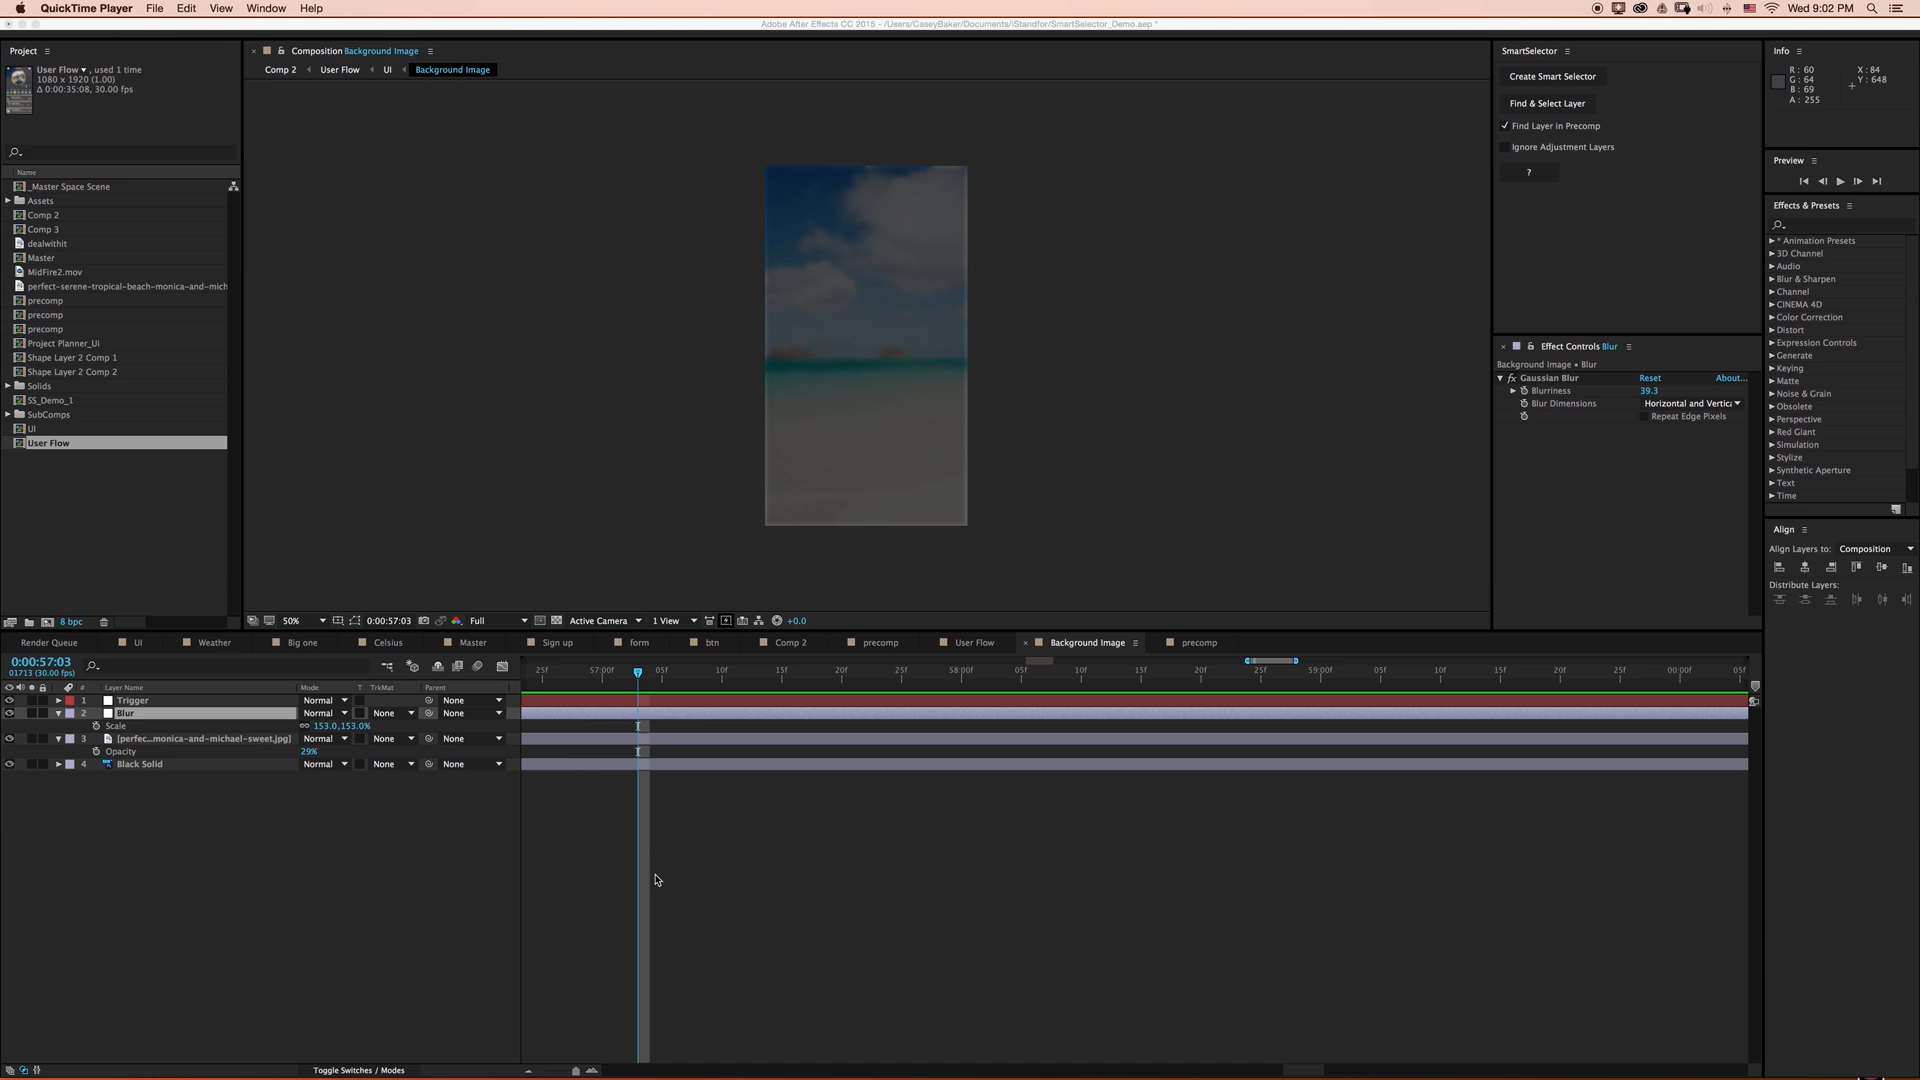 QuickTime Player File Edit View Window Help Wed 9:02 PM
Adobe After Effects CC 2015 - /Users/CaseyBaker/Documents/iStandfor/SmartSelector_Demo.aep *
Project
User Flow▼, used 1 time
1080 x 1920 (1.00)
Δ 0:00:35:08, 30.00 fps
Name
_Master Space Scene
Assets
Comp 2
Comp 3
dealwithit
Master
MidFire2.mov
perfect-serene-tropical-beach-monica-and-mich
precomp
precomp
precomp
Project Planner_Ui
Shape Layer 2 Comp 1
Shape Layer 2 Comp 2
Solids
SS_Demo_1
SubComps
UI
User Flow
8 bpc
Composition Background Image
Comp 2 User Flow UI Background Image
50% 0:00:57:03 Full Active Camera 1 View +0.0
SmartSelector
Create Smart Selector
Find & Select Layer
Find Layer in Precomp
Ignore Adjustment Layers
?
Effect Controls Blur
Background Image • Blur
fx Gaussian Blur Reset About...
Blurriness 39.3
Blur Dimensions Horizontal and Vertica
Repeat Edge Pixels
Info
R: 60 X: 84
G: 64 Y: 648
B: 69
A: 255
Preview
Effects & Presets
* Animation Presets
3D Channel
Audio
Blur & Sharpen
Channel
CINEMA 4D
Color Correction
Distort
Expression Controls
Generate
Keying
Matte
Noise & Grain
Obsolete
Perspective
Red Giant
Simulation
Stylize
Synthetic Aperture
Text
Time
Align
Align Layers to: Composition
Distribute Layers:
Render Queue UI Weather Big one Celsius Master Sign up form btn Comp 2 precomp User Flow Background Image precomp
0:00:57:03
01713 (30.00 fps)
25f 57:00f 05f 10f 15f 20f 25f 58:00f 05f 10f 15f 20f 25f 59:00f 05f 10f 15f 20f 25f 00:00f 05f
# Layer Name Mode T TrkMat Parent
1 Trigger Normal None
2 Blur Normal None None
Scale 153.0,153.0%
3 [perfec...monica-and-michael-sweet.jpg] Normal None None
Opacity 29%
4 Black Solid Normal None None
Toggle Switches / Modes